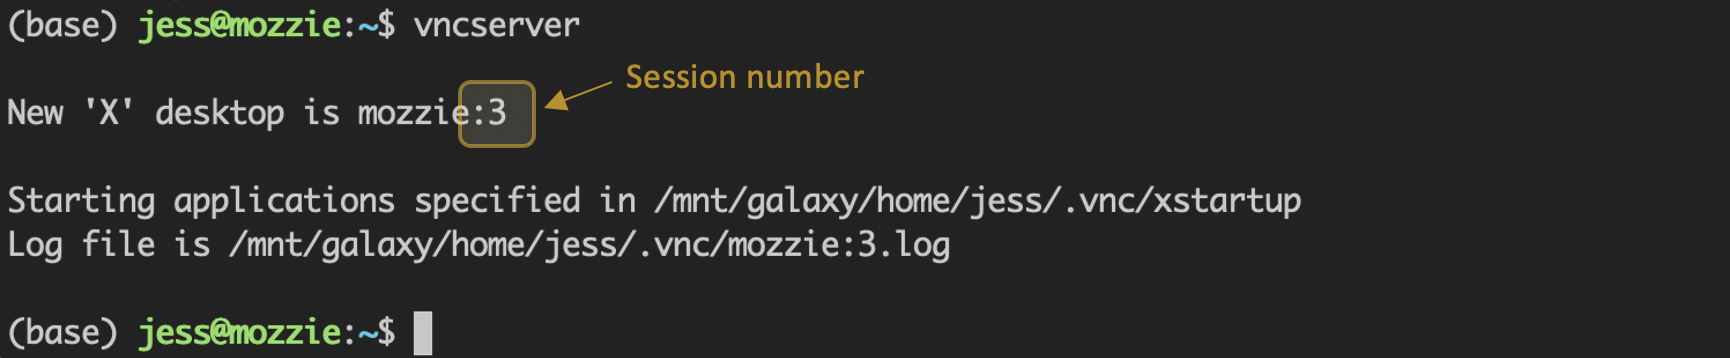 (base) jess@mozzie:~$ vncserver
Session number
New 'X' desktop is mozzie:3
Starting applications specified in /mnt/galaxy/home/jess/.vnc/xstartup
Log file is /mnt/galaxy/home/jess/.vnc/mozzie:3.log
(base) jess@mozzie:~$